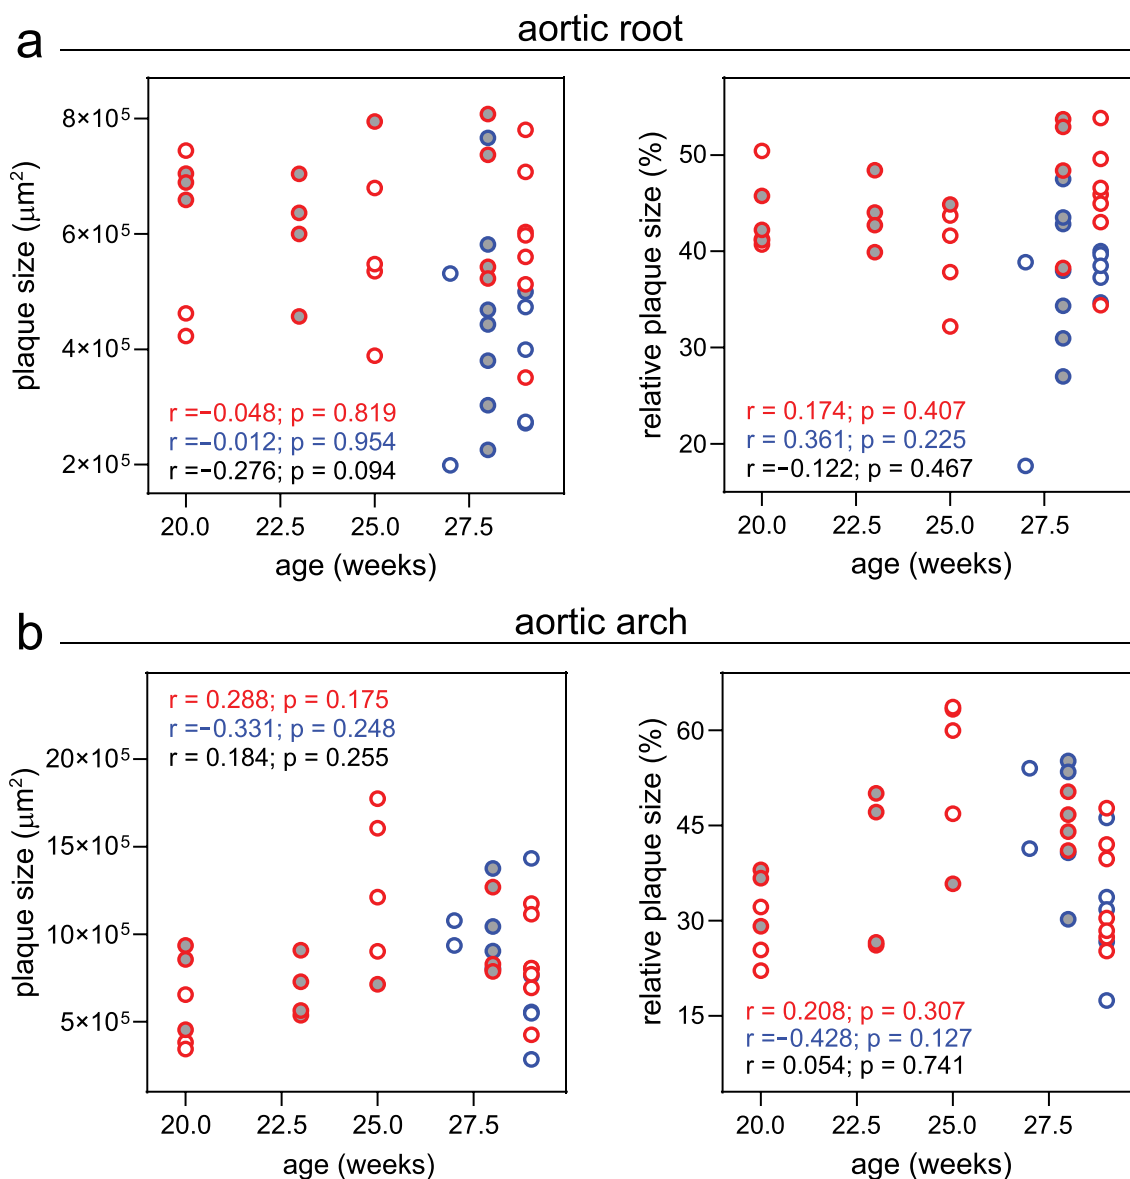 a
aortic root
plaque size (μm²)
8×10⁵
6×10⁵
4×10⁵
2×10⁵
r =−0.048; p = 0.819
r =−0.012; p = 0.954
r =−0.276; p = 0.094
20.0 22.5 25.0 27.5
age (weeks)
relative plaque size (%)
50
40
30
20
r = 0.174; p = 0.407
r = 0.361; p = 0.225
r =−0.122; p = 0.467
20.0 22.5 25.0 27.5
age (weeks)
b
aortic arch
plaque size (μm²)
r = 0.288; p = 0.175
r =−0.331; p = 0.248
r = 0.184; p = 0.255
20×10⁵
15×10⁵
10×10⁵
5×10⁵
20.0 22.5 25.0 27.5
age (weeks)
relative plaque size (%)
60
45
30
15
r = 0.208; p = 0.307
r =−0.428; p = 0.127
r = 0.054; p = 0.741
20.0 22.5 25.0 27.5
age (weeks)